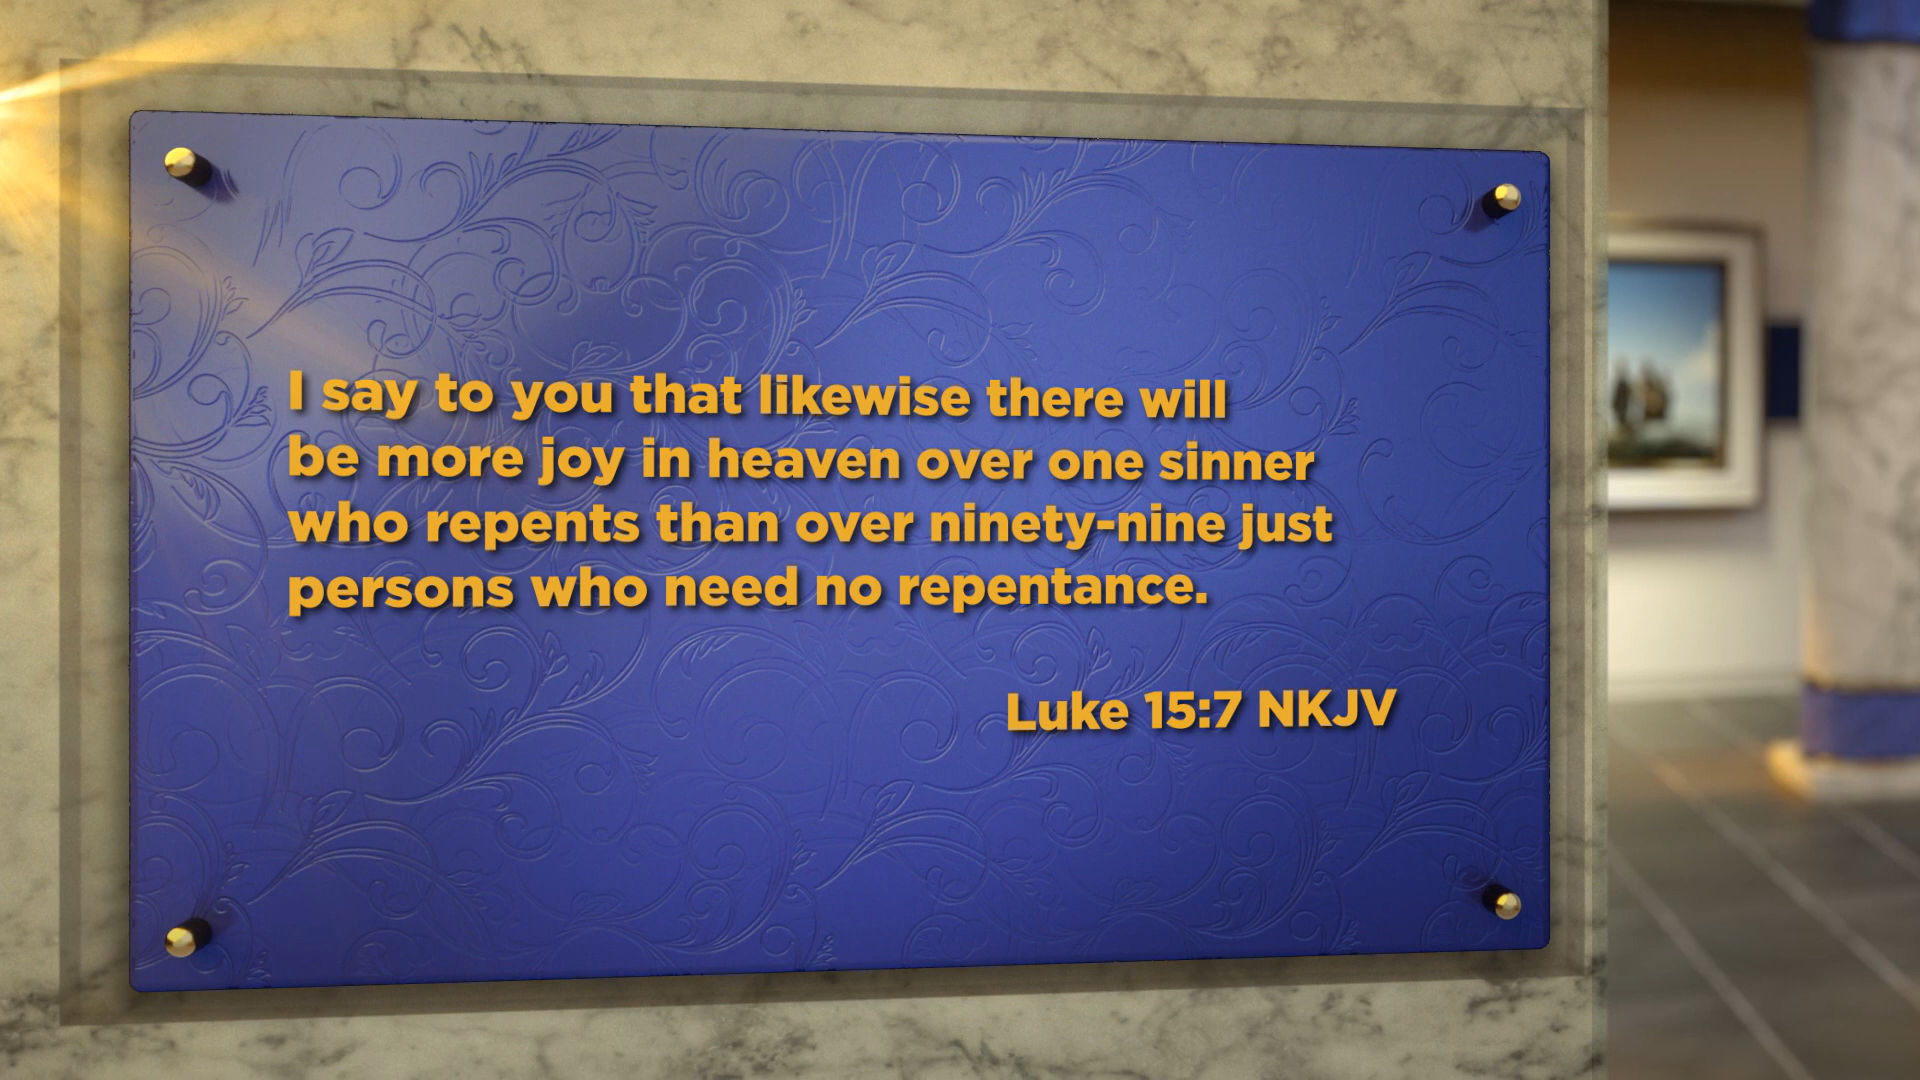 I say to you that likewise there will
be more joy in heaven over one sinner
who repents than over ninety-nine just
persons who need no repentance.
Luke 15:7 NKJV